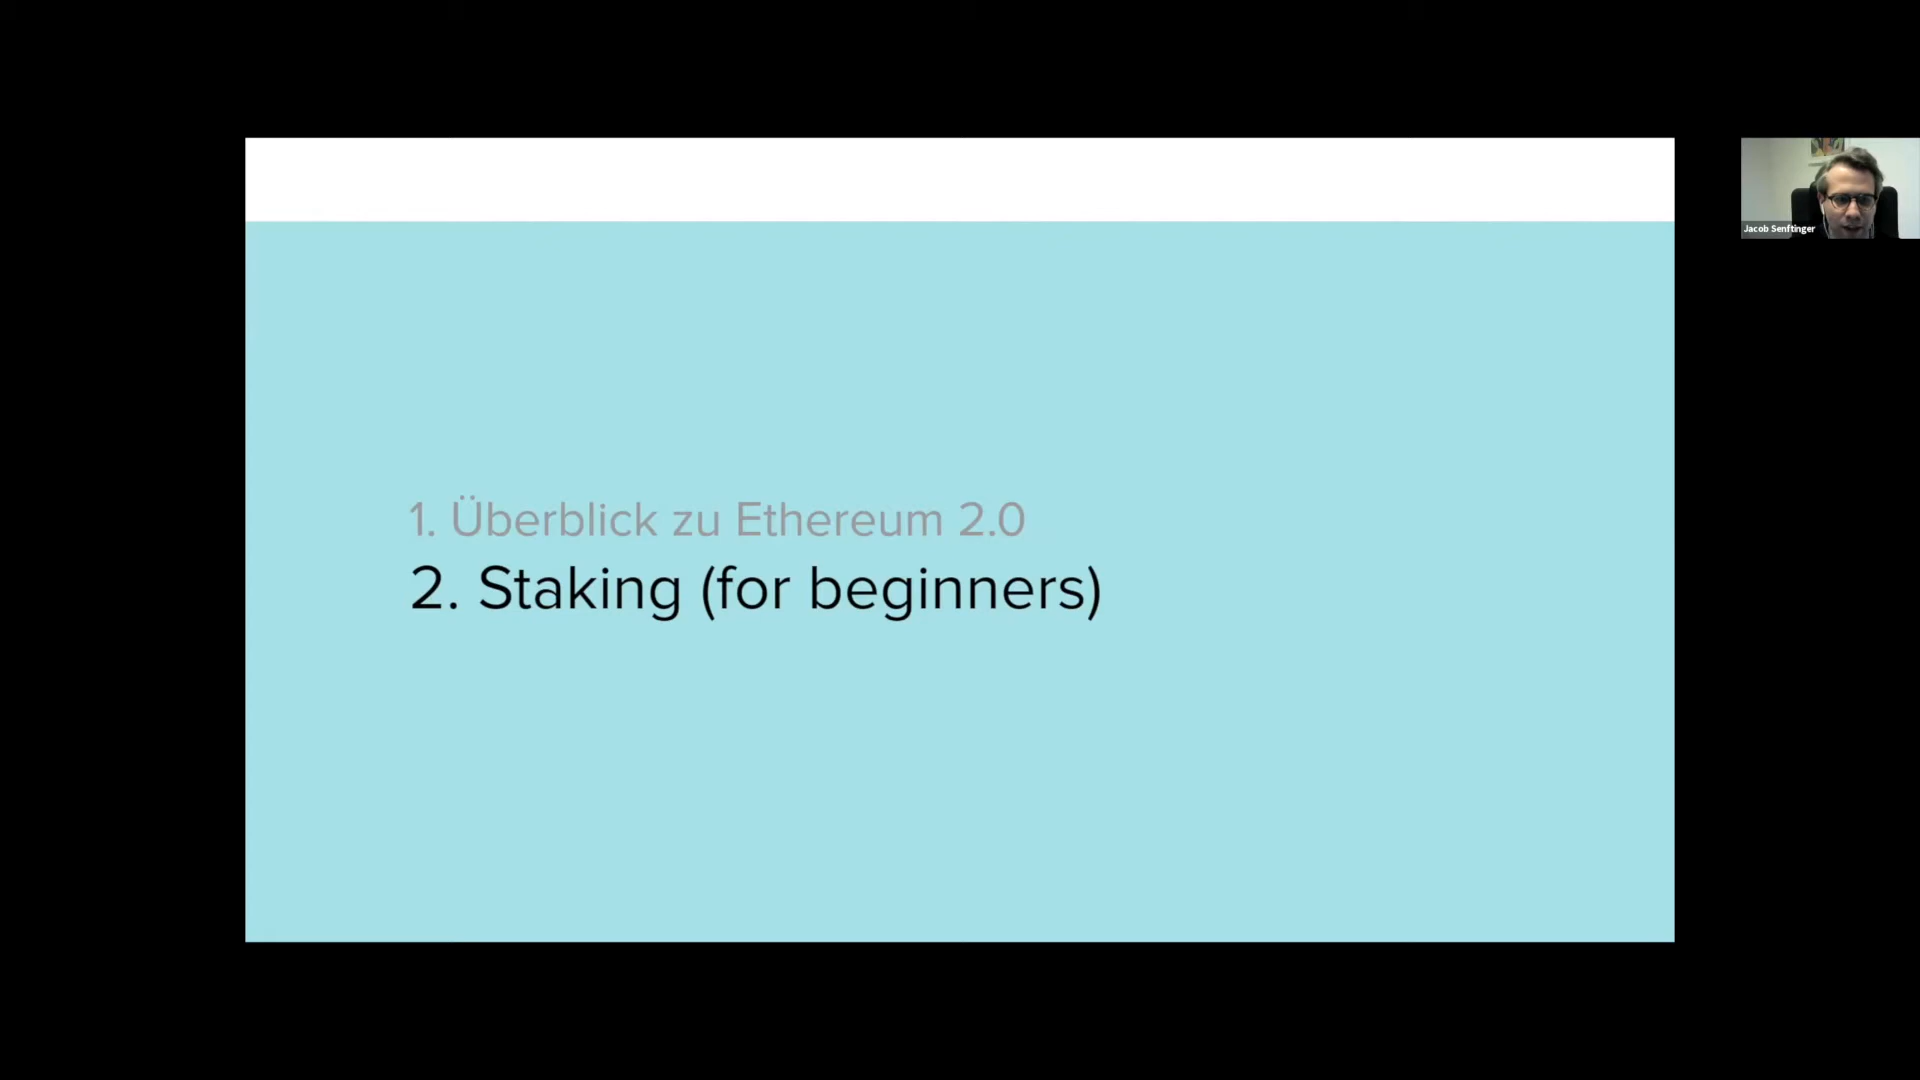 1. Überblick zu Ethereum 2.0
2. Staking (for beginners)
Jacob Senftinger